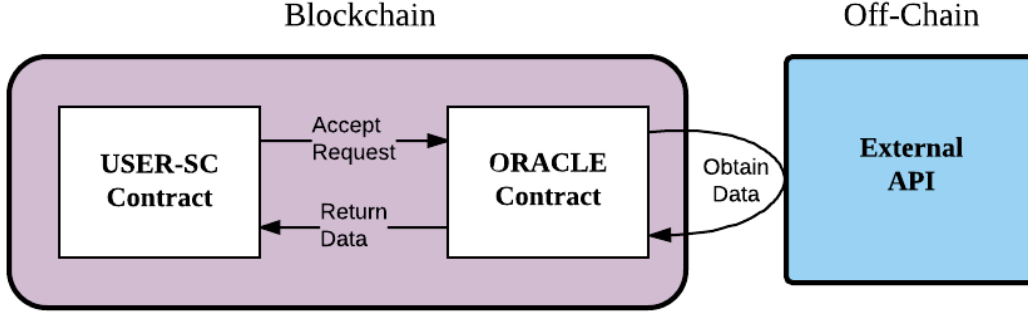 Blockchain
Off-Chain
USER-SC
Contract
Accept
Request
Return
Data
ORACLE
Contract
Obtain
Data
External
API